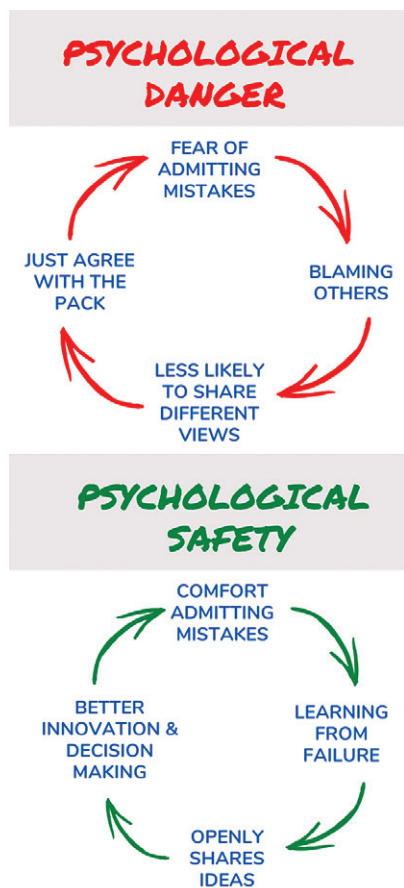 PSYCHOLOGICAL
DANGER
FEAR OF
ADMITTING
MISTAKES
BLAMING
OTHERS
LESS LIKELY
TO SHARE
DIFFERENT
VIEWS
JUST AGREE
WITH THE
PACK
PSYCHOLOGICAL
SAFETY
COMFORT
ADMITTING
MISTAKES
LEARNING
FROM
FAILURE
OPENLY
SHARES
IDEAS
BETTER
INNOVATION &
DECISION
MAKING